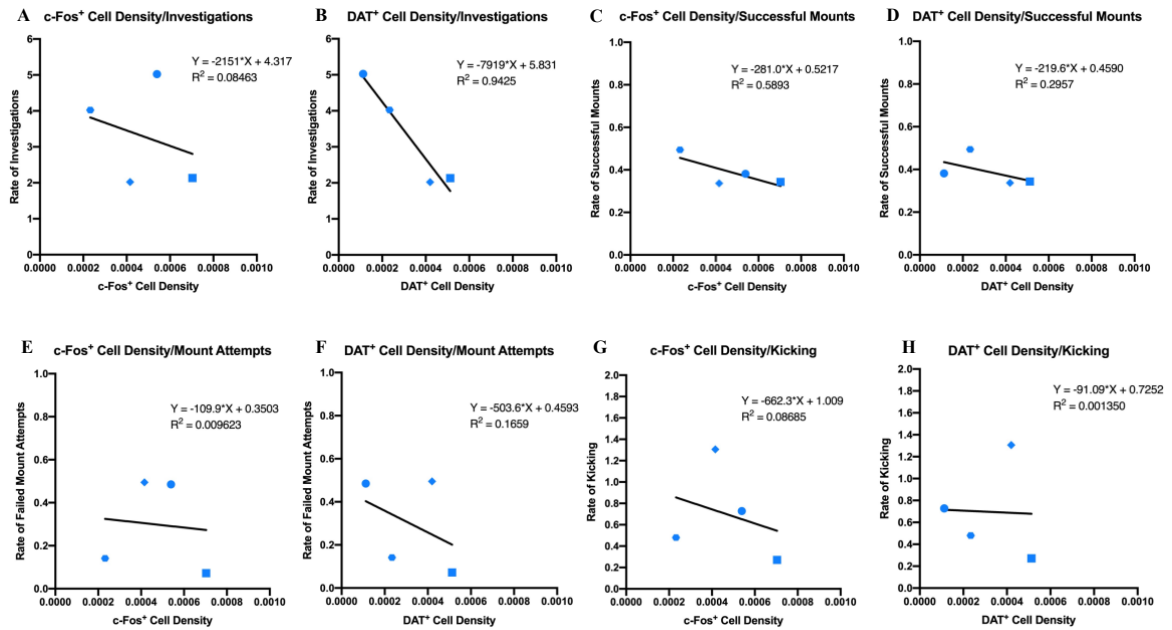 A c-Fos⁺ Cell Density/Investigations
Y = -2151*X + 4.317
R² = 0.08463
Rate of Investigations
6
5
4
3
2
1
0
0.0000 0.0002 0.0004 0.0006 0.0008 0.0010
c-Fos⁺ Cell Density
B DAT⁺ Cell Density/Investigations
Y = -7919*X + 5.831
R² = 0.9425
Rate of Investigations
6
5
4
3
2
1
0
0.0000 0.0002 0.0004 0.0006 0.0008 0.0010
DAT⁺ Cell Density
C c-Fos⁺ Cell Density/Successful Mounts
Y = -281.0*X + 0.5217
R² = 0.5893
Rate of Successful Mounts
1.0
0.8
0.6
0.4
0.2
0.0
0.0000 0.0002 0.0004 0.0006 0.0008 0.0010
c-Fos⁺ Cell Density
D DAT⁺ Cell Density/Successful Mounts
Y = -219.6*X + 0.4590
R² = 0.2957
Rate of Successful Mounts
1.0
0.8
0.6
0.4
0.2
0.0
0.0000 0.0002 0.0004 0.0006 0.0008 0.0010
DAT⁺ Cell Density
E c-Fos⁺ Cell Density/Mount Attempts
Y = -109.9*X + 0.3503
R² = 0.009623
Rate of Failed Mount Attempts
1.0
0.8
0.6
0.4
0.2
0.0
0.0000 0.0002 0.0004 0.0006 0.0008 0.0010
c-Fos⁺ Cell Density
F DAT⁺ Cell Density/Mount Attempts
Y = -503.6*X + 0.4593
R² = 0.1659
Rate of Failed Mount Attempts
1.0
0.8
0.6
0.4
0.2
0.0
0.0000 0.0002 0.0004 0.0006 0.0008 0.0010
DAT⁺ Cell Density
G c-Fos⁺ Cell Density/Kicking
Y = -662.3*X + 1.009
R² = 0.08685
Rate of Kicking
2.0
1.8
1.6
1.4
1.2
1.0
0.8
0.6
0.4
0.2
0.0
0.0000 0.0002 0.0004 0.0006 0.0008 0.0010
c-Fos⁺ Cell Density
H DAT⁺ Cell Density/Kicking
Y = -91.09*X + 0.7252
R² = 0.001350
Rate of Kicking
2.0
1.8
1.6
1.4
1.2
1.0
0.8
0.6
0.4
0.2
0.0
0.0000 0.0002 0.0004 0.0006 0.0008 0.0010
DAT⁺ Cell Density